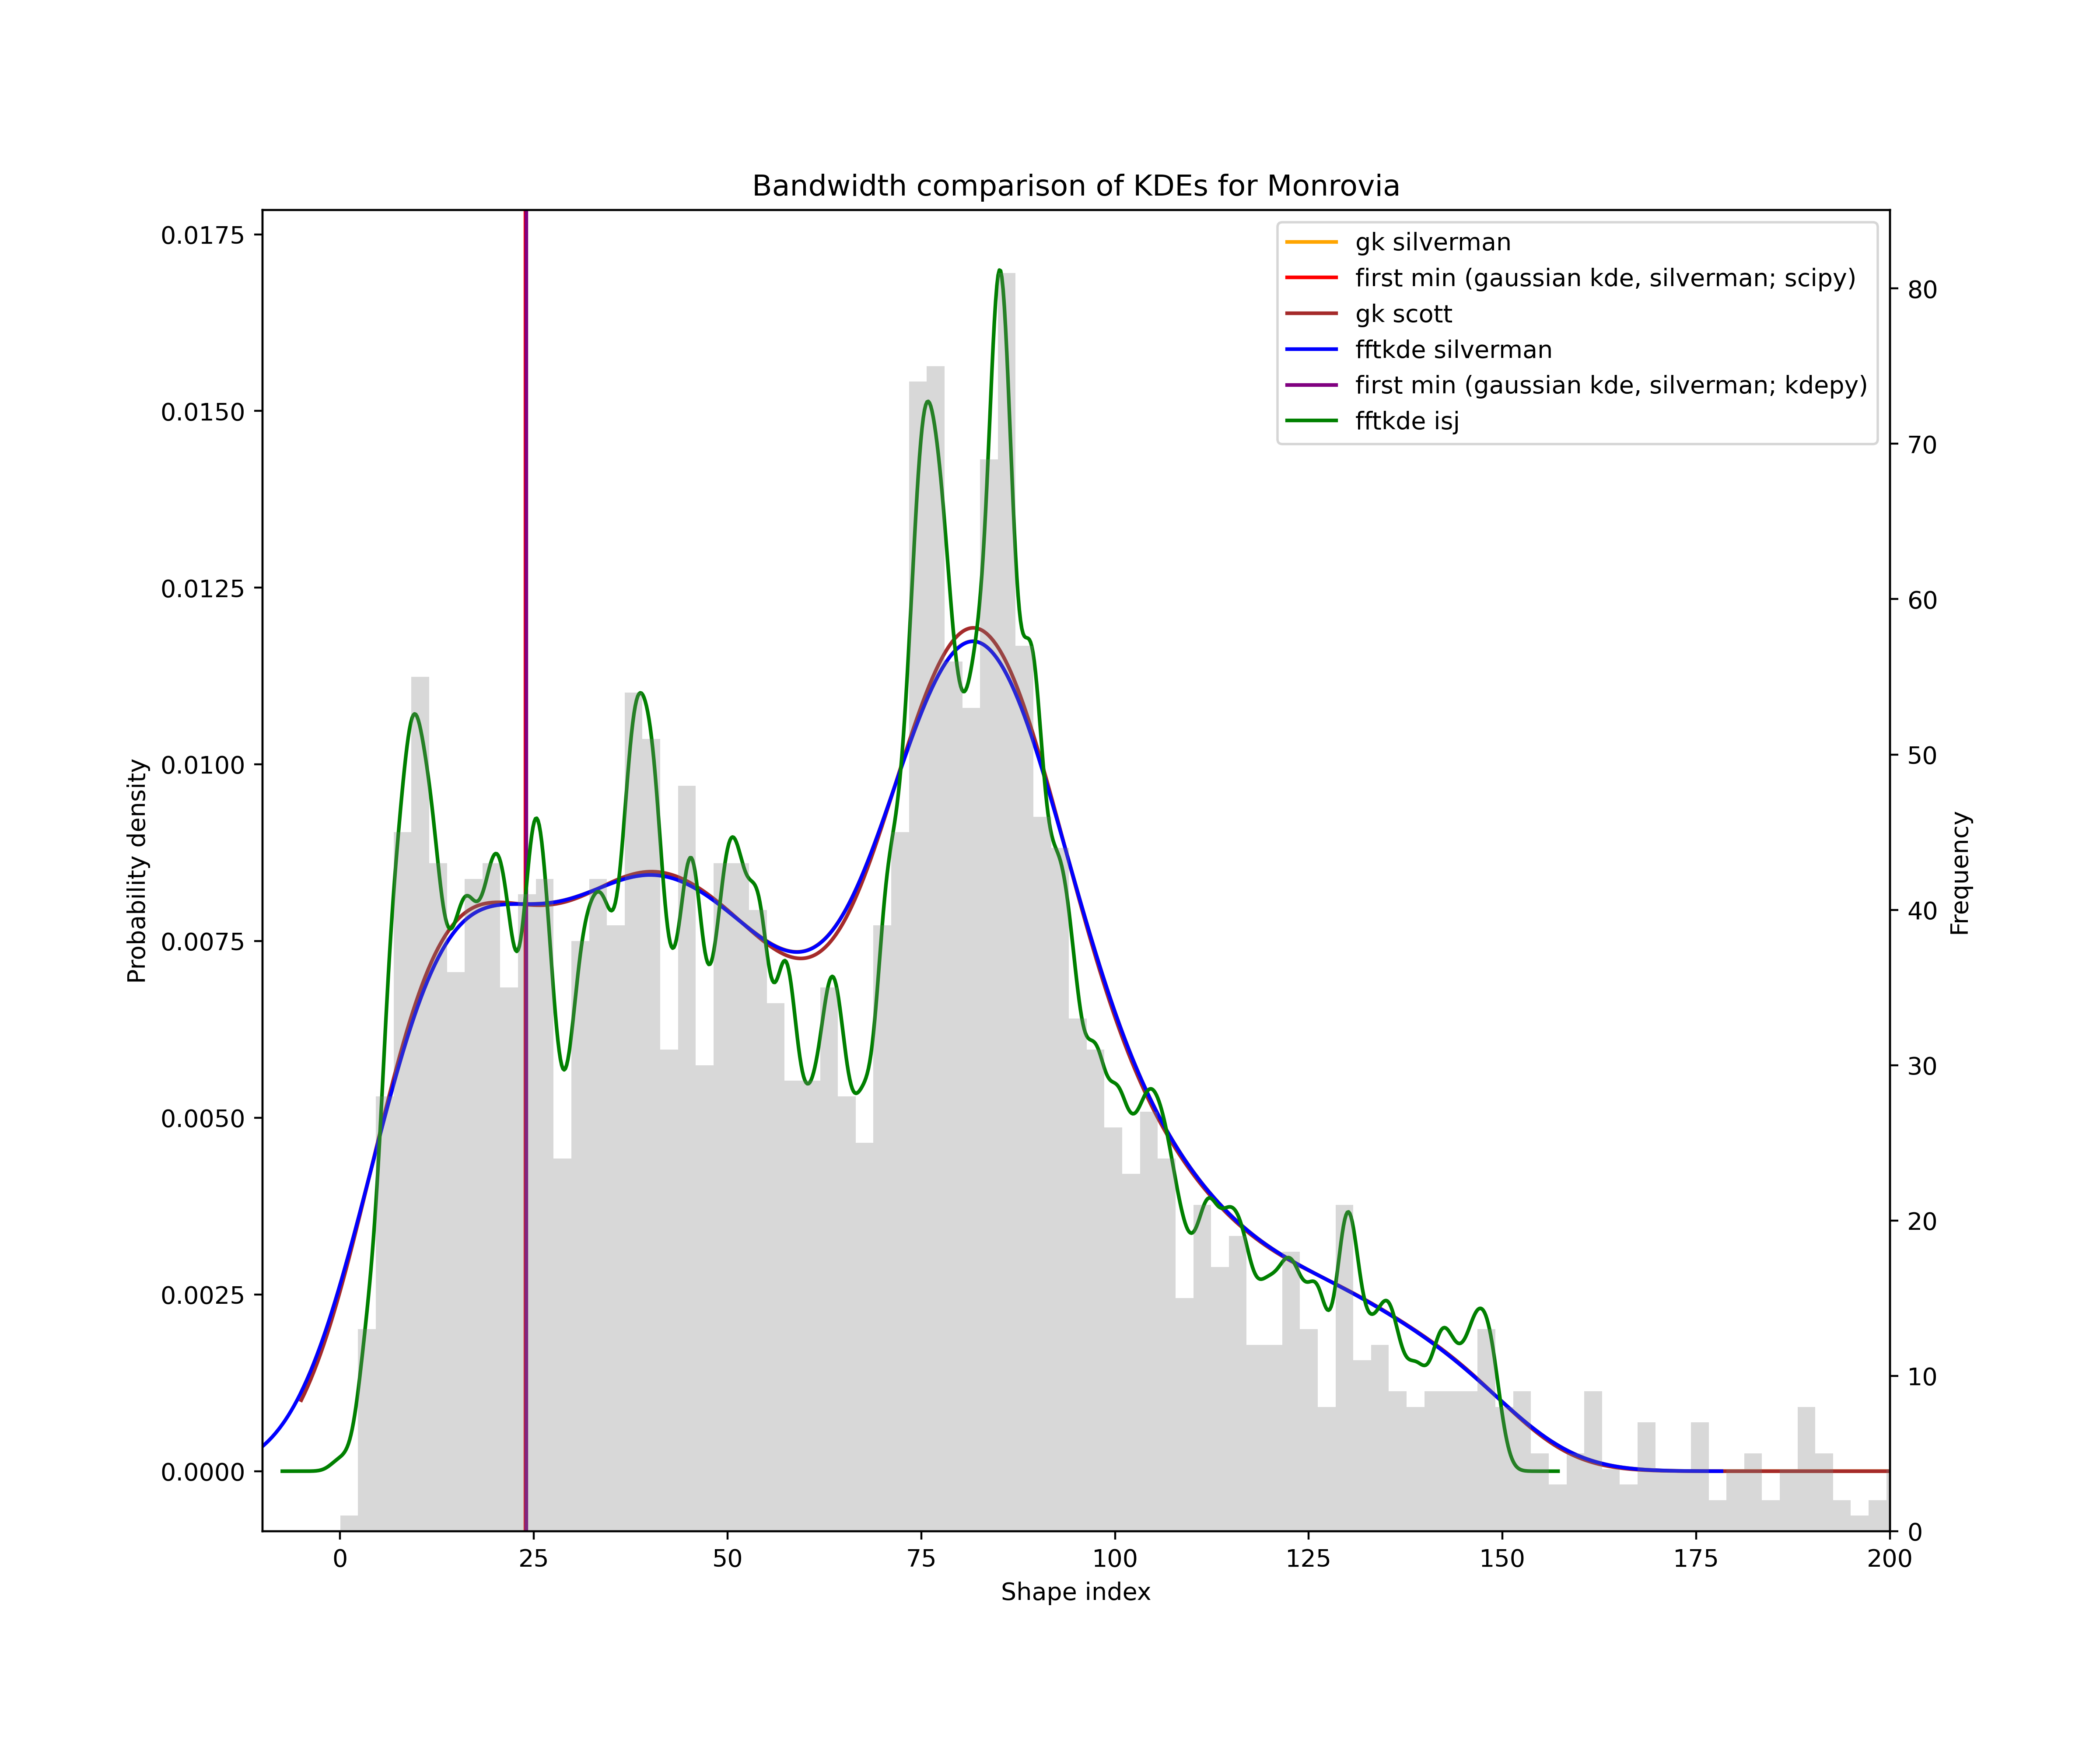 Bandwidth comparison of KDEs for Monrovia
gk silverman
first min (gaussian kde, silverman; scipy)
gk scott
fftkde silverman
first min (gaussian kde, silverman; kdepy)
fftkde isj
Probability density
0.0175
0.0150
0.0125
0.0100
0.0075
0.0050
0.0025
0.0000
80
70
60
50
40
30
20
10
0
Frequency
0 25 50 75 100 125 150 175 200
Shape index